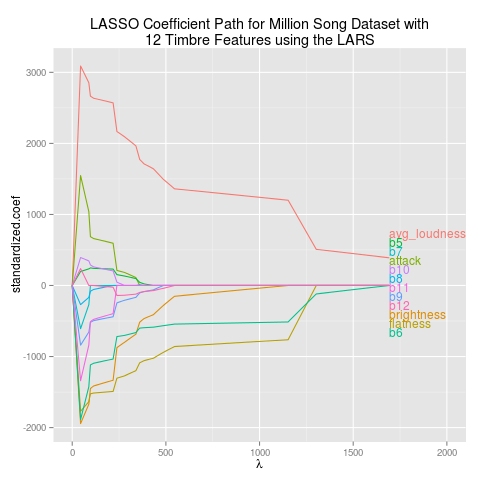 LASSO Coefficient Path for Million Song Dataset with
12 Timbre Features using the LARS
3000
2000
1000
0
-1000
-2000
standardized.coef
avg_loudness
b5
b7
attack
b10
b8
b11
b9
b12
brightness
flatness
b6
0
500
1000
1500
2000
λ